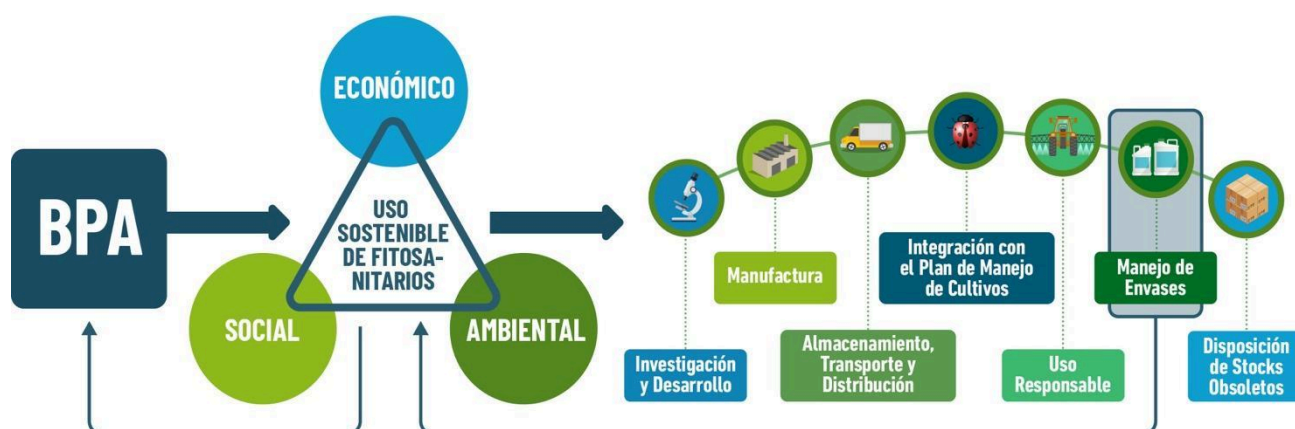 BPA
ECONÓMICO
USO
SOSTENIBLE
DE FITOSA-
NITARIOS
SOCIAL
AMBIENTAL
Investigación
y Desarrollo
Manufactura
Almacenamiento,
Transporte y
Distribución
Integración con
el Plan de Manejo
de Cultivos
Uso
Responsable
Manejo de
Envases
Disposición
de Stocks
Obsoletos